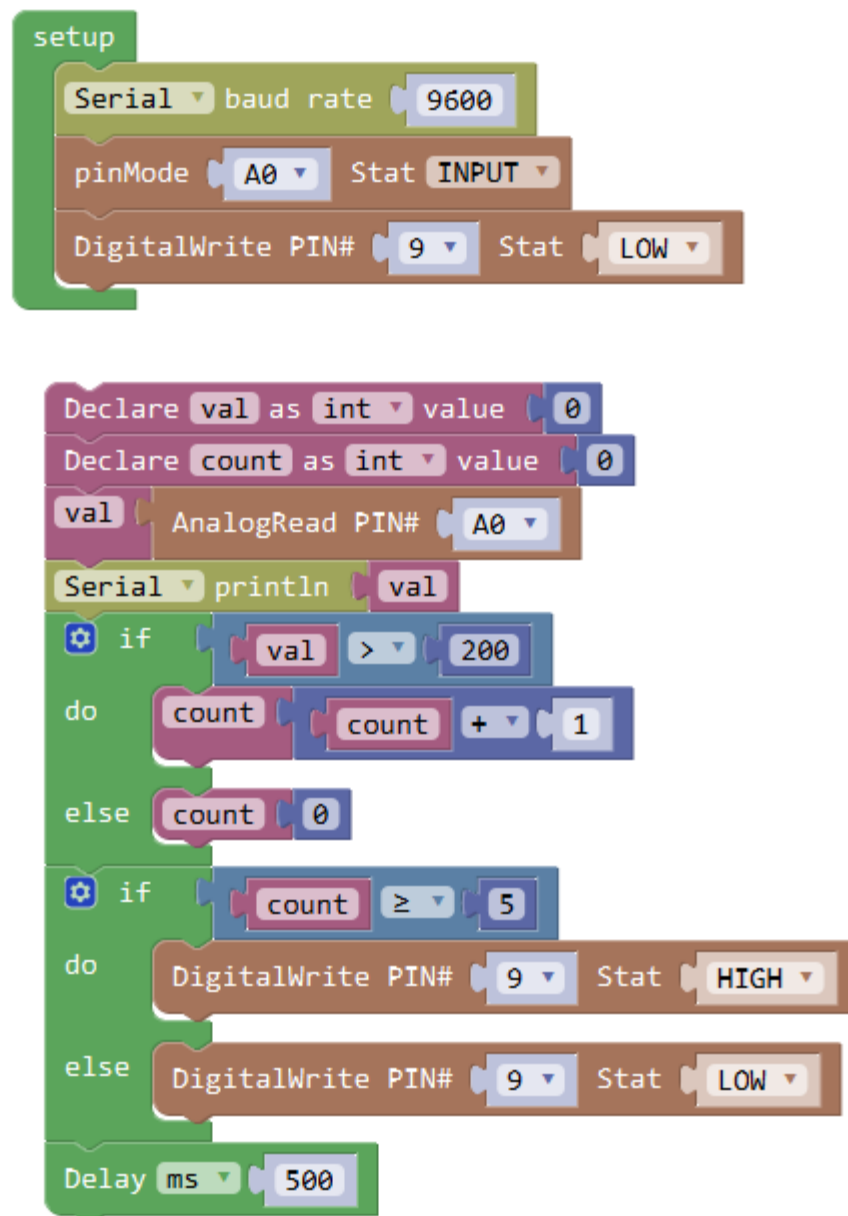 setup
Serial baud rate 9600
pinMode A0 Stat INPUT
DigitalWrite PIN# 9 Stat LOW
Declare val as int value 0
Declare count as int value 0
val AnalogRead PIN# A0
Serial println val
if val > 200
do count count + 1
else count 0
if count ≥ 5
do DigitalWrite PIN# 9 Stat HIGH
else DigitalWrite PIN# 9 Stat LOW
Delay ms 500